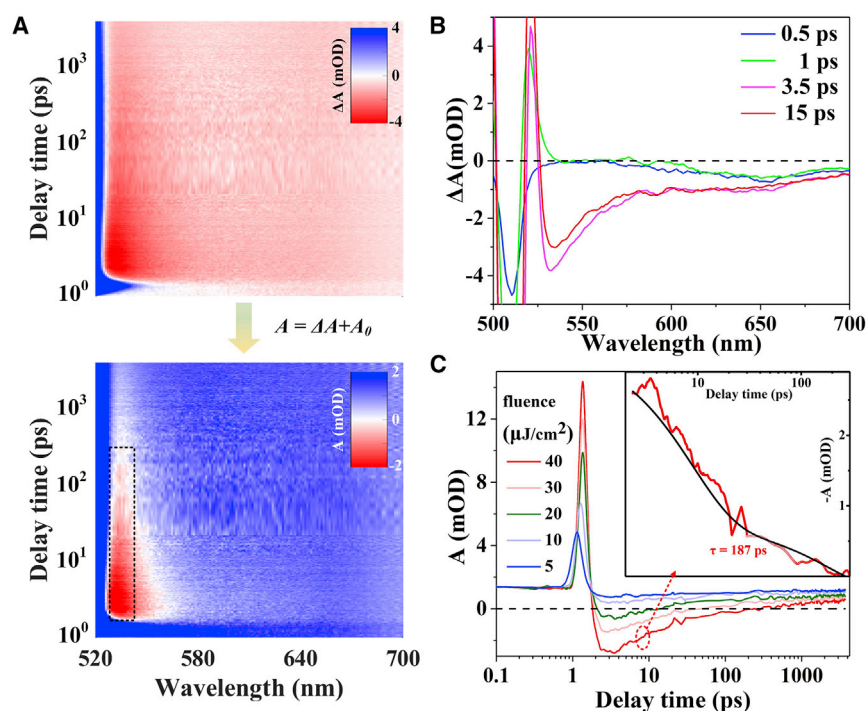 A
Delay time (ps)
10³
10²
10¹
10⁰
ΔA (mOD)
4
0
-4
A = ΔA+A₀
Delay time (ps)
10³
10²
10¹
10⁰
A (mOD)
2
0
-2
520 560 640 700
Wavelength (nm)
B
ΔA(mOD)
4
2
0
-2
-4
0.5 ps
1 ps
3.5 ps
15 ps
500 550 600 650 700
Wavelength (nm)
C
A (mOD)
12
8
4
0
fluence
(μJ/cm²)
40
30
20
10
5
10 100
Delay time (ps)
-A (mOD)
2
1
τ = 187 ps
0.1 1 10 100 1000
Delay time (ps)